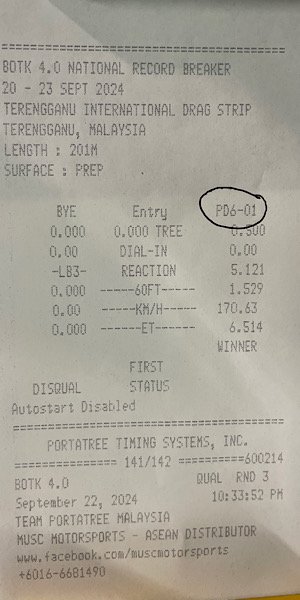 =====================================
BOTK 4.0 NATIONAL RECORD BREAKER
20 - 23 SEPT 2024
TERENGGANU INTERNATIONAL DRAG STRIP
TERENGGANU, MALAYSIA
LENGTH : 201M
SURFACE : PREP
BYE Entry PD6-01
0.000 0.000 TREE 0.500
0.00 DIAL-IN 0.00
-LB3- REACTION 5.121
0.000 -----60FT----- 1.529
0.00 -----KM/H----- 170.63
0.000 ------ET------ 6.514
WINNER
FIRST
DISQUAL STATUS
Autostart Disabled
=====================================
PORTATREE TIMING SYSTEMS, INC.
============== 141/142 ==========600214
BOTK 4.0 QUAL RND 3
September 22, 2024 10:33:52 PM
TEAM PORTATREE MALAYSIA
MUSC MOTORSPORTS - ASEAN DISTRIBUTOR
www.facebook.com/muscmotorsports
+6016-6681490